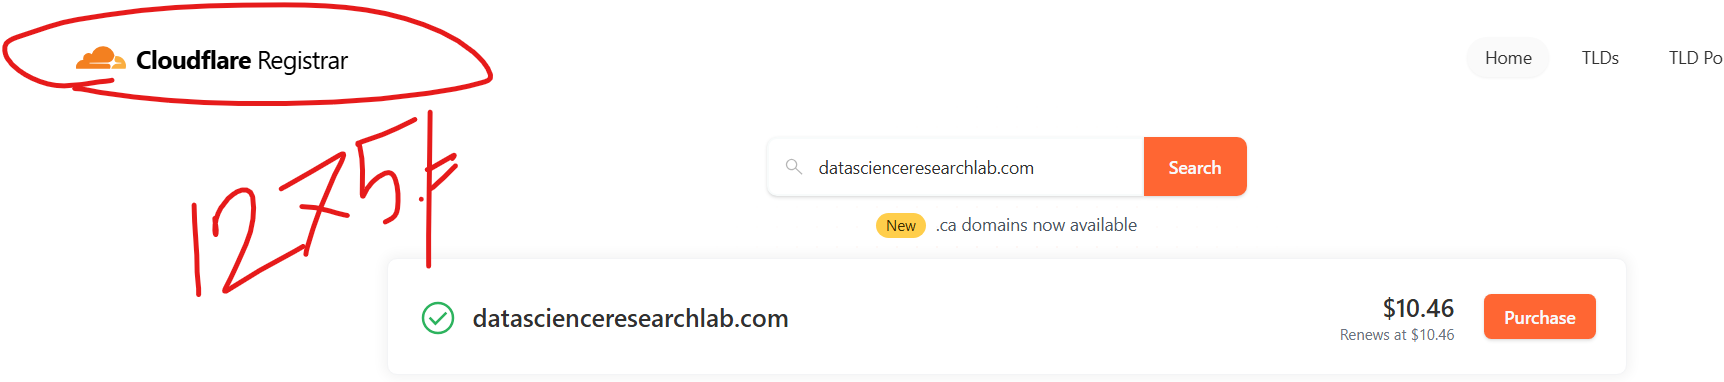 Cloudflare Registrar
Home TLDs TLD Po
datascienceresearchlab.com Search
New .ca domains now available
1275.
datascienceresearchlab.com $10.46 Purchase
Renews at $10.46